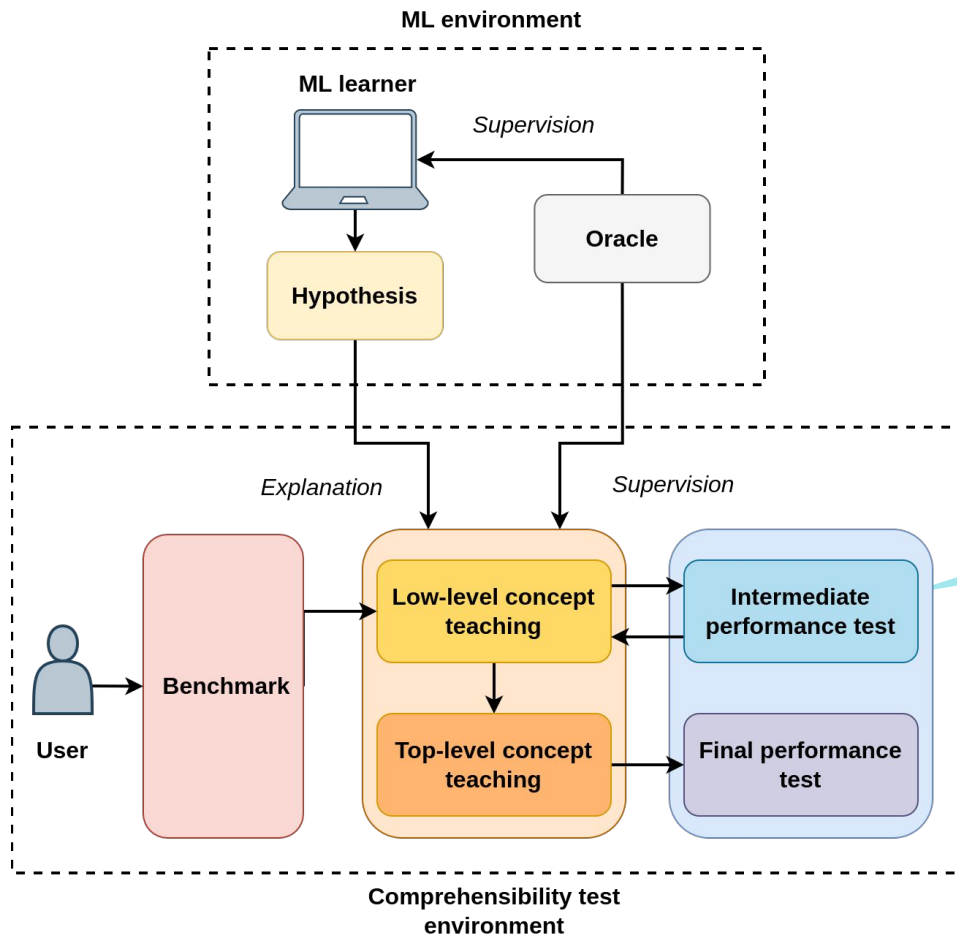 ML environment
ML learner
Supervision
Oracle
Hypothesis
Explanation
Supervision
Low-level concept
teaching
Intermediate
performance test
Benchmark
User
Top-level concept
teaching
Final performance
test
Comprehensibility test
environment